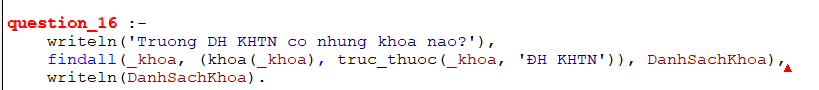 question_16 :-
writeln('Truong DH KHTN co nhung khoa nao?'),
findall(_khoa, (khoa(_khoa), truc_thuoc(_khoa, 'ĐH KHTN')), DanhSachKhoa),
writeln(DanhSachKhoa).